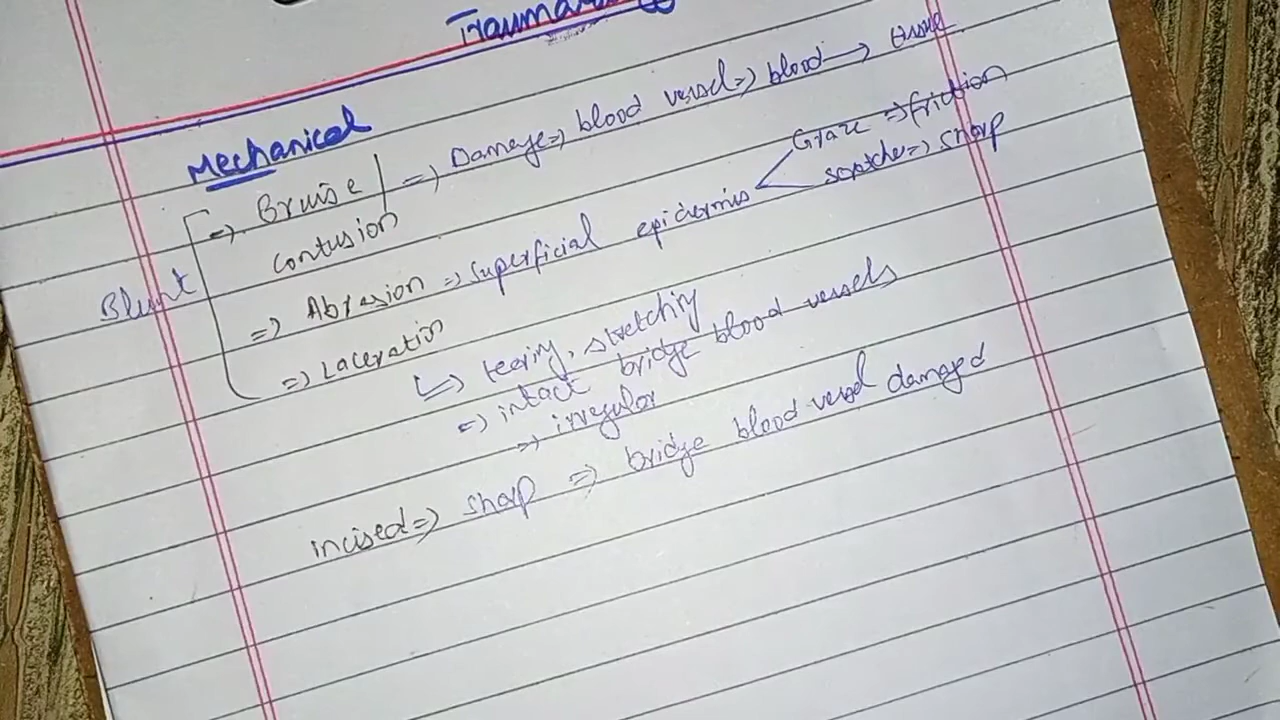 Mechanical
Blunt
=> Bruise | => Damage => blood vessel => blood → tissue
contusion
=> Abrasion => superficial epidermis
Graze => friction
scratches => sharp
=> Laceration
↳ tearing, stretching
=> intact bridge blood vessels
=> irregular
incised => sharp => bridge blood vessel damaged